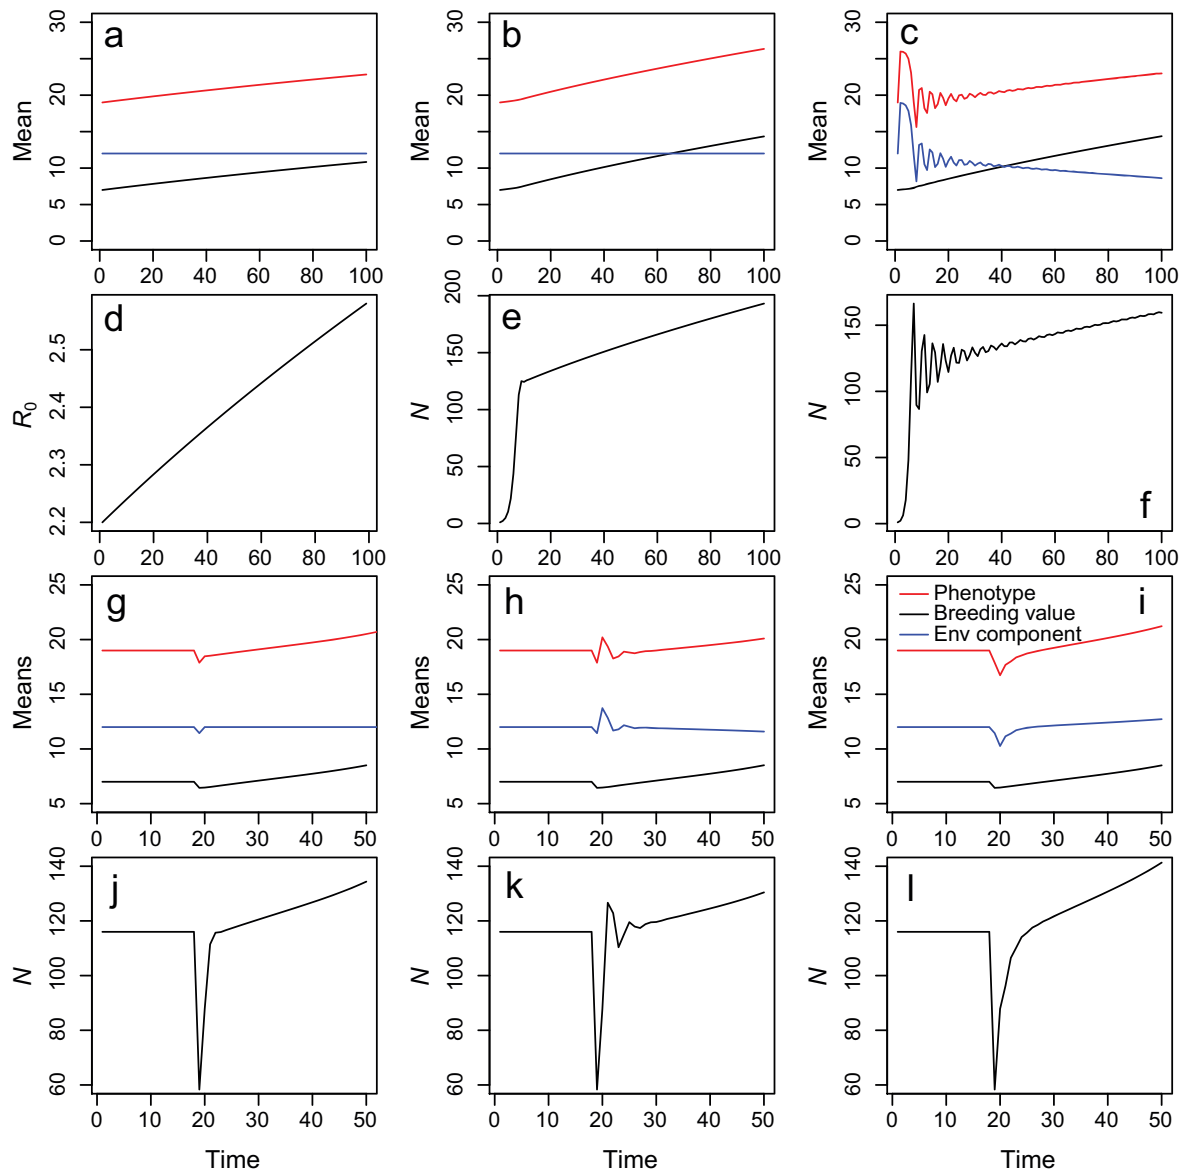 a
b
c
Mean
Mean
Mean
0 5 10 20 30
0 5 10 20 30
0 5 10 20 30
0 20 40 60 80 100
0 20 40 60 80 100
0 20 40 60 80 100
d
e
f
R0
N
N
2.2 2.3 2.4 2.5
0 50 100 150 200
0 50 100 150
0 20 40 60 80 100
0 20 40 60 80 100
0 20 40 60 80 100
g
h
i
Phenotype
Breeding value
Env component
Means
Means
Means
5 10 15 20 25
5 10 15 20 25
5 10 15 20 25
0 10 20 30 40 50
0 10 20 30 40 50
0 10 20 30 40 50
j
k
l
N
N
N
60 80 100 120 140
60 80 100 120 140
60 80 100 120 140
0 10 20 30 40 50
0 10 20 30 40 50
0 10 20 30 40 50
Time
Time
Time